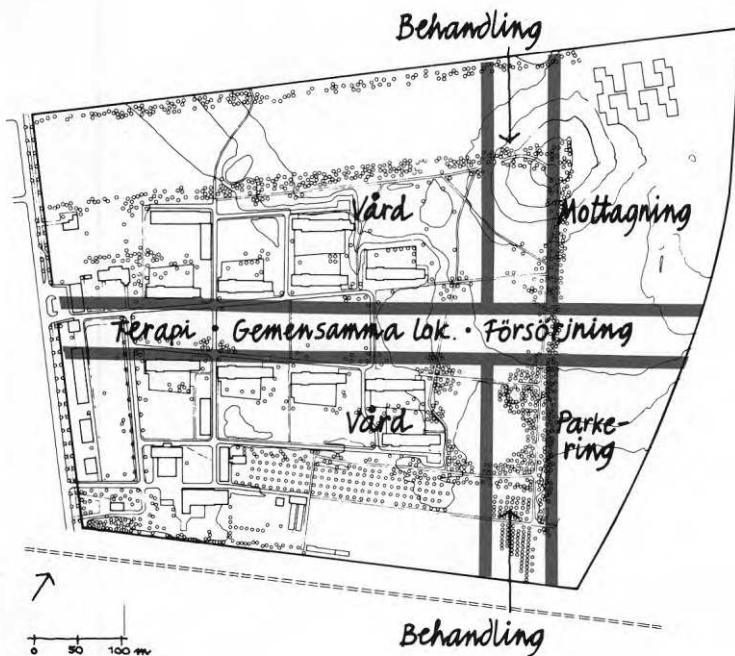 Behandling
Vård
Mottagning
Terapi • Gemensamma lok. • Försörjning
Vård
Parke-
ring
Behandling
0 50 100 m